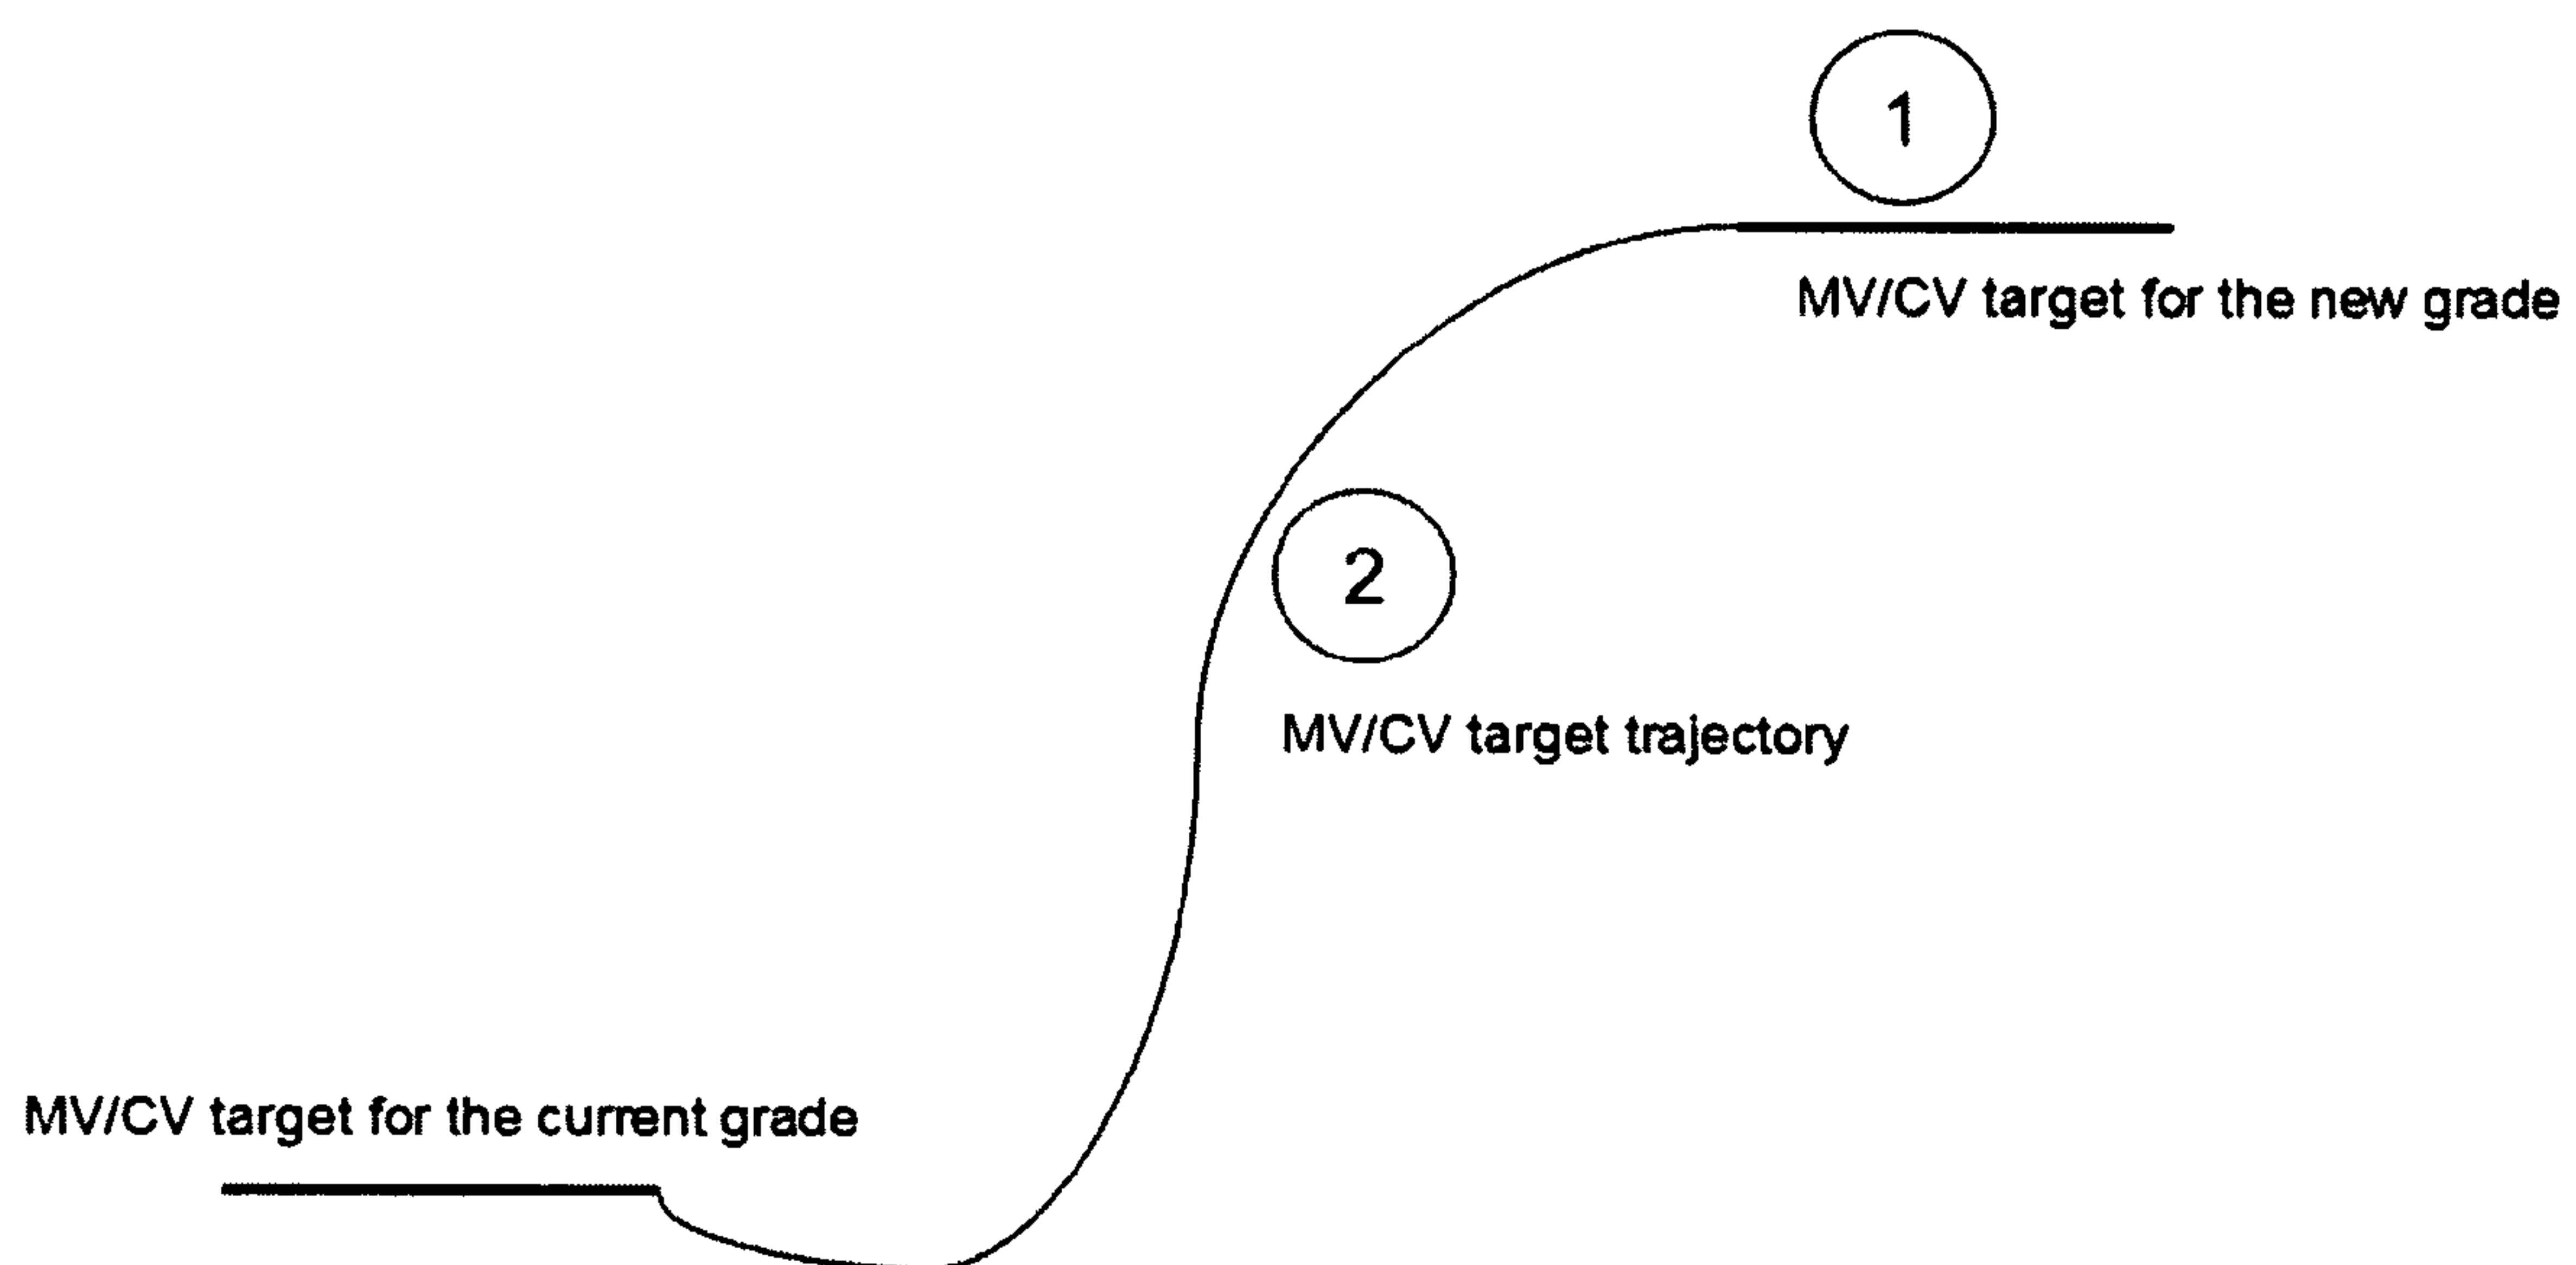 1
MV/CV target for the new grade
2
MV/CV target trajectory
MV/CV target for the current grade